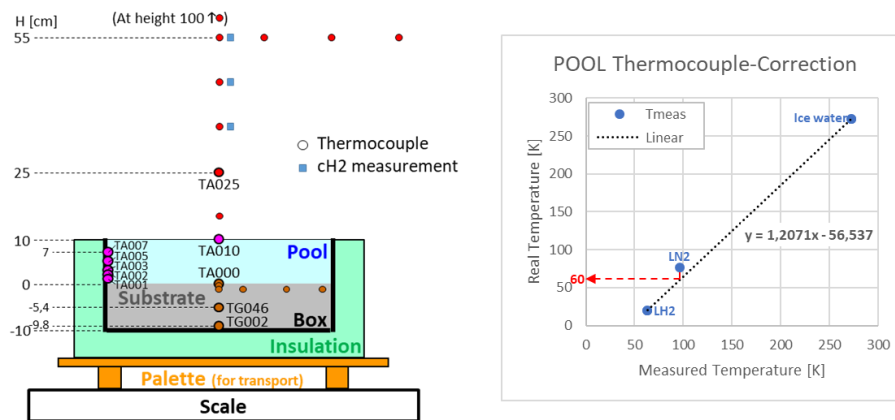 H [cm]
(At height 100↑)
55
Thermocouple
cH2 measurement
25
TA025
10
TA007
7
TA005
TA003
TA002
TA001
TA010
Pool
TA000
0
Substrate
-5,4
TG046
-9,8
TG002
Box
-10
Insulation
Palette (for transport)
Scale
POOL Thermocouple-Correction
300
250
200
150
100
50
0
60
Real Temperature [K]
Tmeas
Linear
Ice water
y = 1,2071x - 56,537
LN2
LH2
0 50 100 150 200 250 300
Measured Temperature [K]